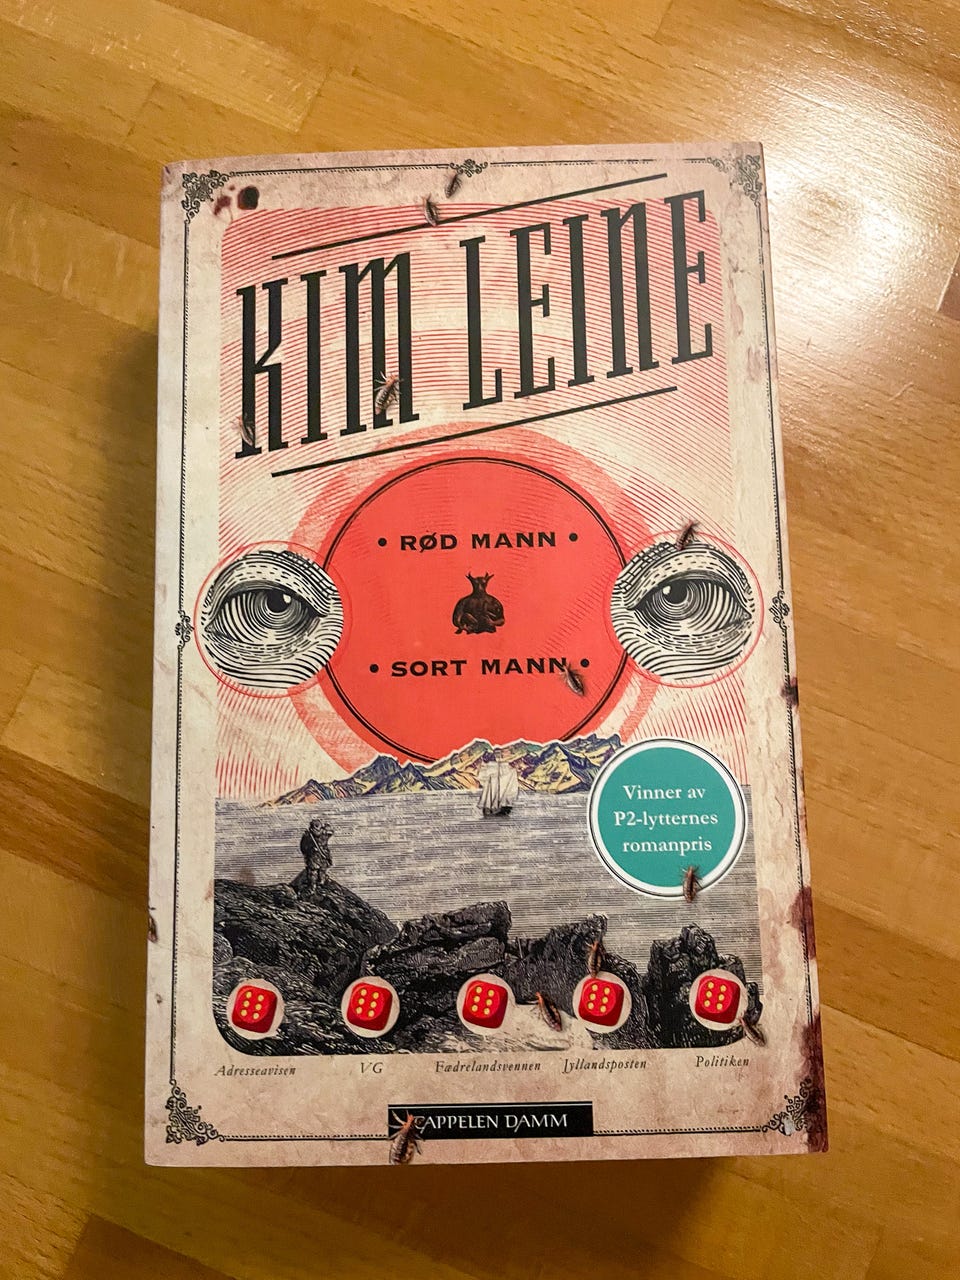 KIM LEINE
• RØD MANN •
• SORT MANN •
Vinner av
P2-lytternes
romanpris
Adresseavisen VG Fædrelandsvennen Jyllandsposten Politiken
CAPPELEN DAMM